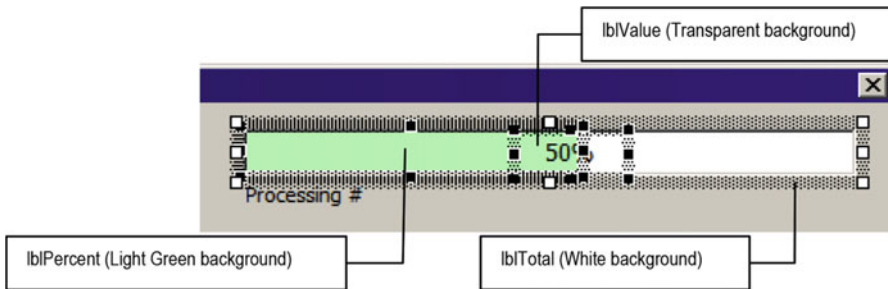 lblValue (Transparent background)
50%
Processing #
lblPercent (Light Green background)
lblTotal (White background)